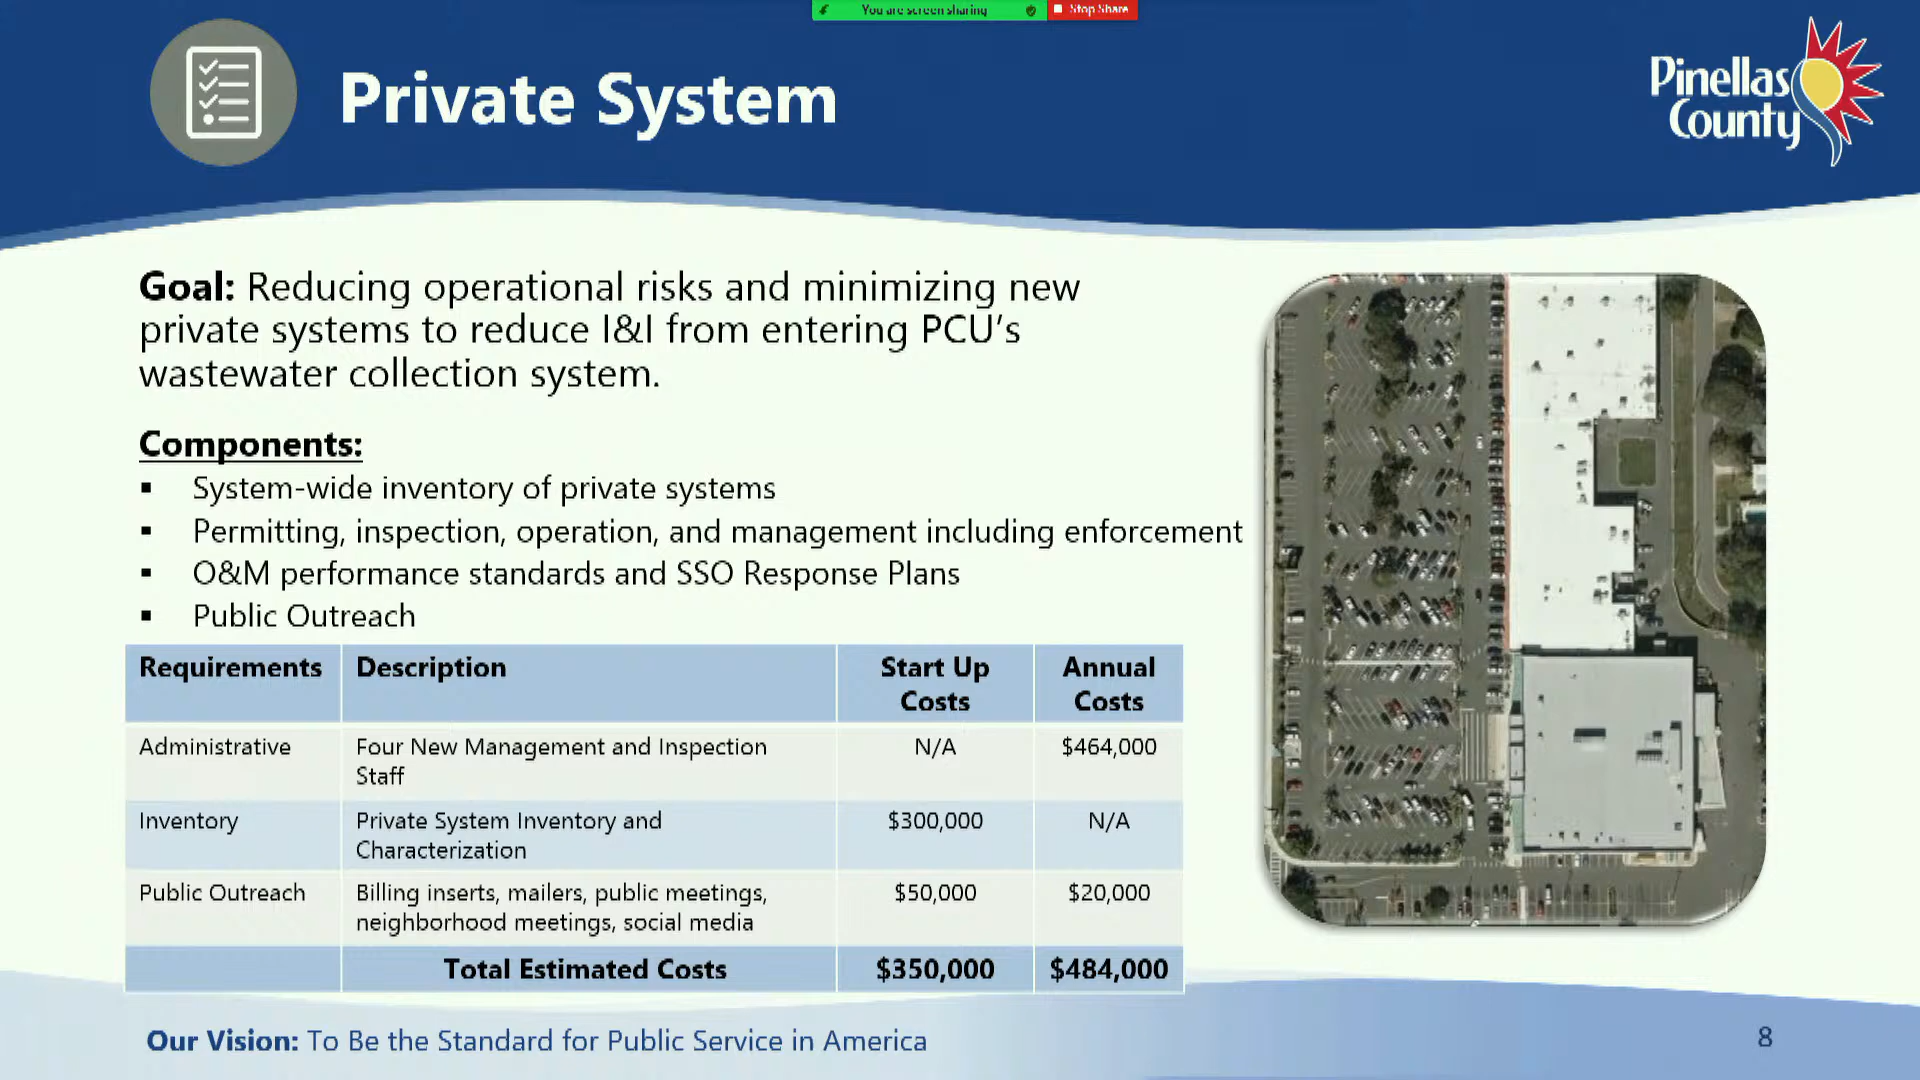 You are screen sharing
Stop Share
Private System
Pinellas
County
Goal: Reducing operational risks and minimizing new
private systems to reduce I&I from entering PCU’s
wastewater collection system.
Components:
▪ System-wide inventory of private systems
▪ Permitting, inspection, operation, and management including enforcement
▪ O&M performance standards and SSO Response Plans
▪ Public Outreach
Requirements Description Start Up Costs Annual Costs
Administrative Four New Management and Inspection Staff N/A $464,000
Inventory Private System Inventory and Characterization $300,000 N/A
Public Outreach Billing inserts, mailers, public meetings, neighborhood meetings, social media $50,000 $20,000
Total Estimated Costs $350,000 $484,000
Our Vision: To Be the Standard for Public Service in America
8